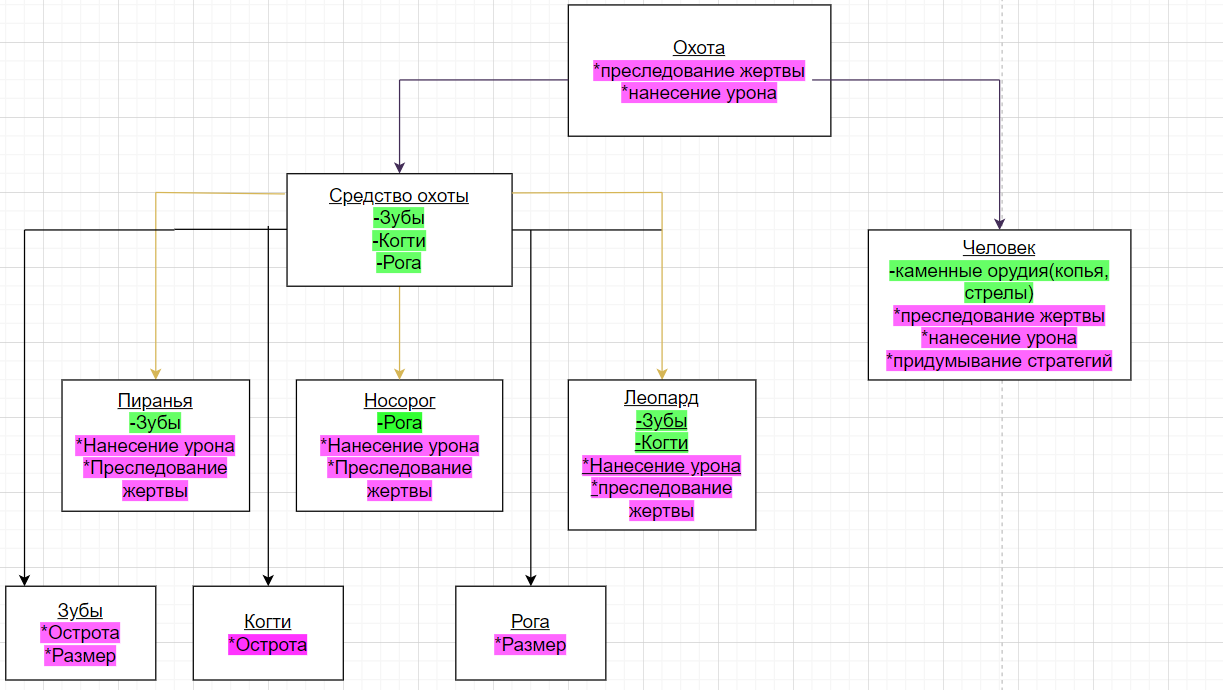 Охота
*преследование жертвы
*нанесение урона
Средство охоты
-Зубы
-Когти
-Рога
Человек
-каменные орудия(копья,
стрелы)
*преследование жертвы
*нанесение урона
*придумывание стратегий
Пиранья
-Зубы
*Нанесение урона
*Преследование
жертвы
Носорог
-Рога
*Нанесение урона
*Преследование
жертвы
Леопард
-Зубы
-Когти
*Нанесение урона
*преследование
жертвы
Зубы
*Острота
*Размер
Когти
*Острота
Рога
*Размер